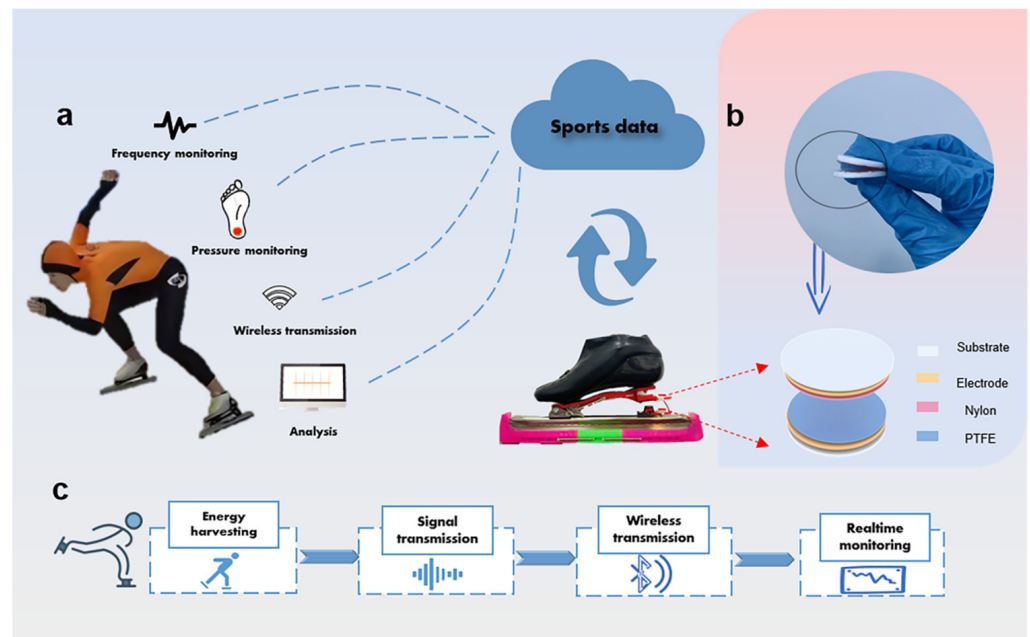 a
Frequency monitoring
Pressure monitoring
Wireless transmission
Analysis
Sports data
b
Substrate
Electrode
Nylon
PTFE
c
Energy
harvesting
Signal
transmission
Wireless
transmission
Realtime
monitoring